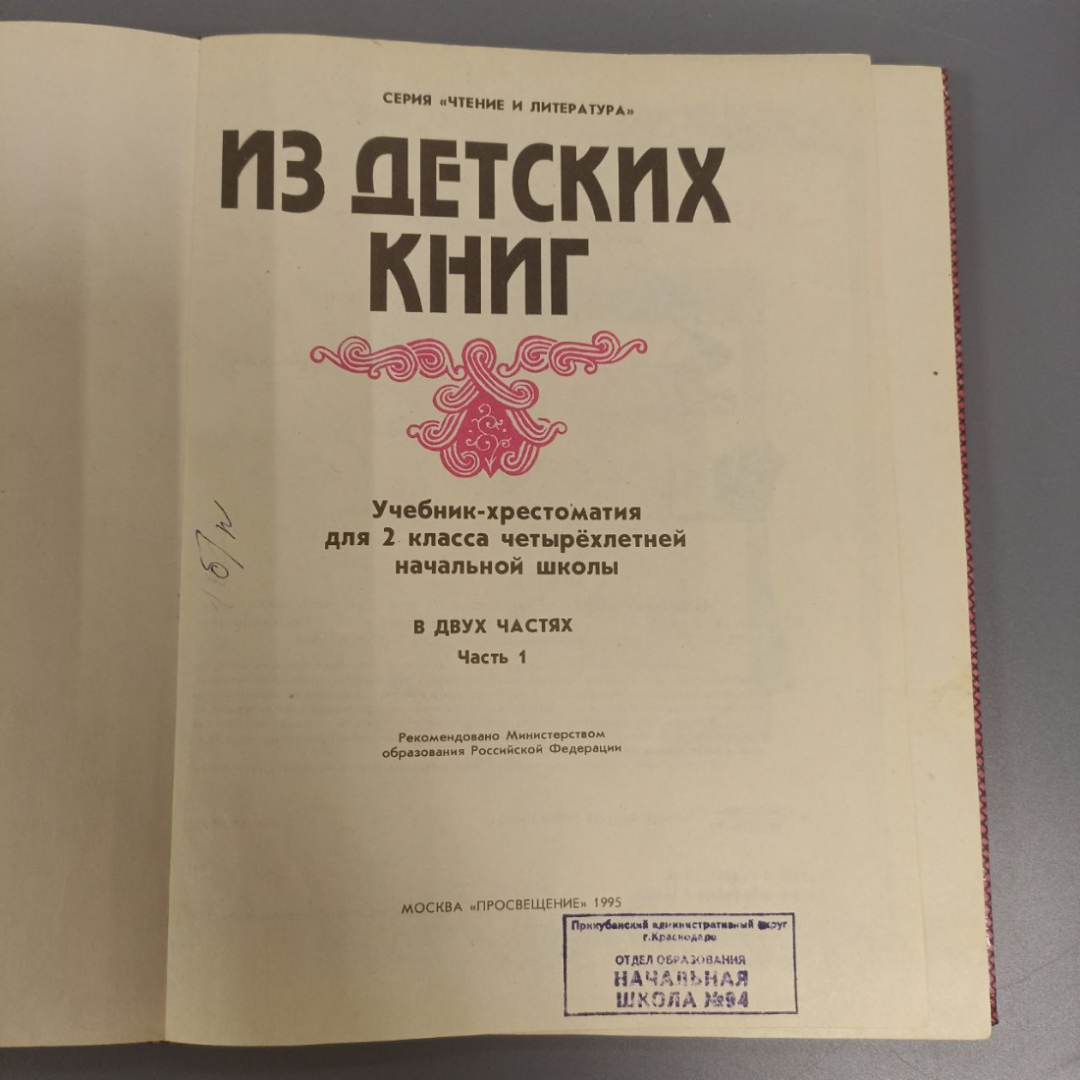 СЕРИЯ «ЧТЕНИЕ И ЛИТЕРАТУРА»
ИЗ ДЕТСКИХ
КНИГ
Учебник-хрестоматия
для 2 класса четырёхлетней
начальной школы
В ДВУХ ЧАСТЯХ
Часть 1
Рекомендовано Министерством
образования Российской Федерации
МОСКВА «ПРОСВЕЩЕНИЕ» 1995
Прикубанский административный округ
г.Краснодара
ОТДЕЛ ОБРАЗОВАНИЯ
НАЧАЛЬНАЯ
ШКОЛА №94